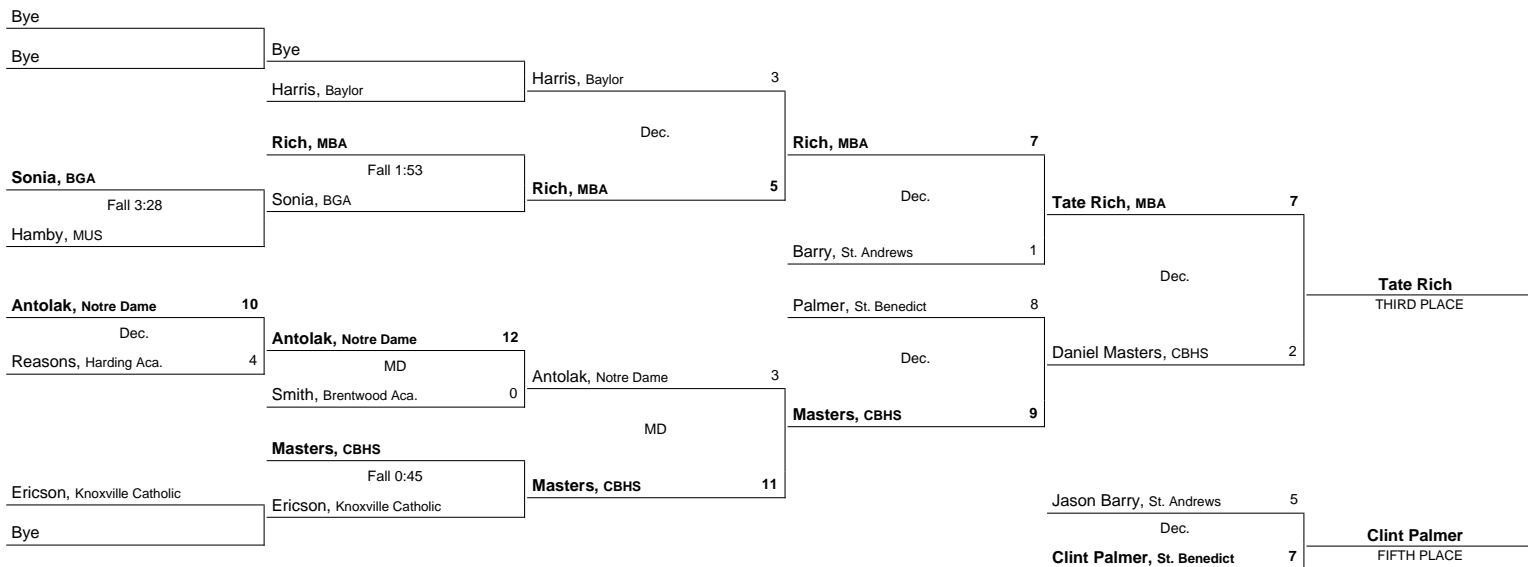 Bye
Bye
Bye
Harris, Baylor
Harris, Baylor 3
Dec.
Rich, MBA
Fall 1:53
Sonia, BGA
Rich, MBA 5
Sonia, BGA
Fall 3:28
Hamby, MUS
Rich, MBA 7
Dec.
Barry, St. Andrews 1
Tate Rich, MBA 7
Dec.
Daniel Masters, CBHS 2
Tate Rich
THIRD PLACE
Antolak, Notre Dame 10
Dec.
Reasons, Harding Aca. 4
Antolak, Notre Dame 12
MD
Smith, Brentwood Aca. 0
Antolak, Notre Dame 3
MD
Masters, CBHS 11
Masters, CBHS
Fall 0:45
Ericson, Knoxville Catholic
Ericson, Knoxville Catholic
Bye
Palmer, St. Benedict 8
Dec.
Masters, CBHS 9
Jason Barry, St. Andrews 5
Dec.
Clint Palmer, St. Benedict 7
Clint Palmer
FIFTH PLACE